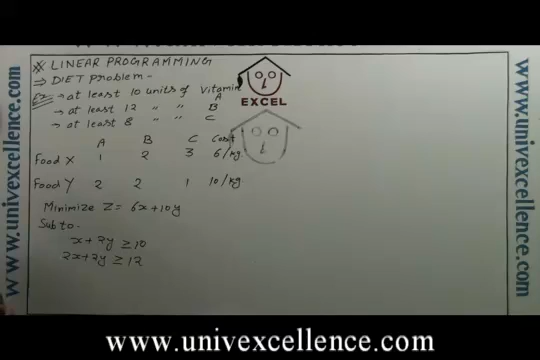 www.univexcellence.com
www.univexcellence.com
※ LINEAR PROGRAMMING
⇒ DIET problem -
Ex → at least 10 units of Vitamin A
→ at least 12 " " B
→ at least 8 " " C
EXCEL
A B C Cost
Food X 1 2 3 6/kg
Food Y 2 2 1 10/kg
Minimize Z = 6x + 10y
Sub to -
x + 2y ≥ 10
2x + 2y ≥ 12
www.univexcellence.com